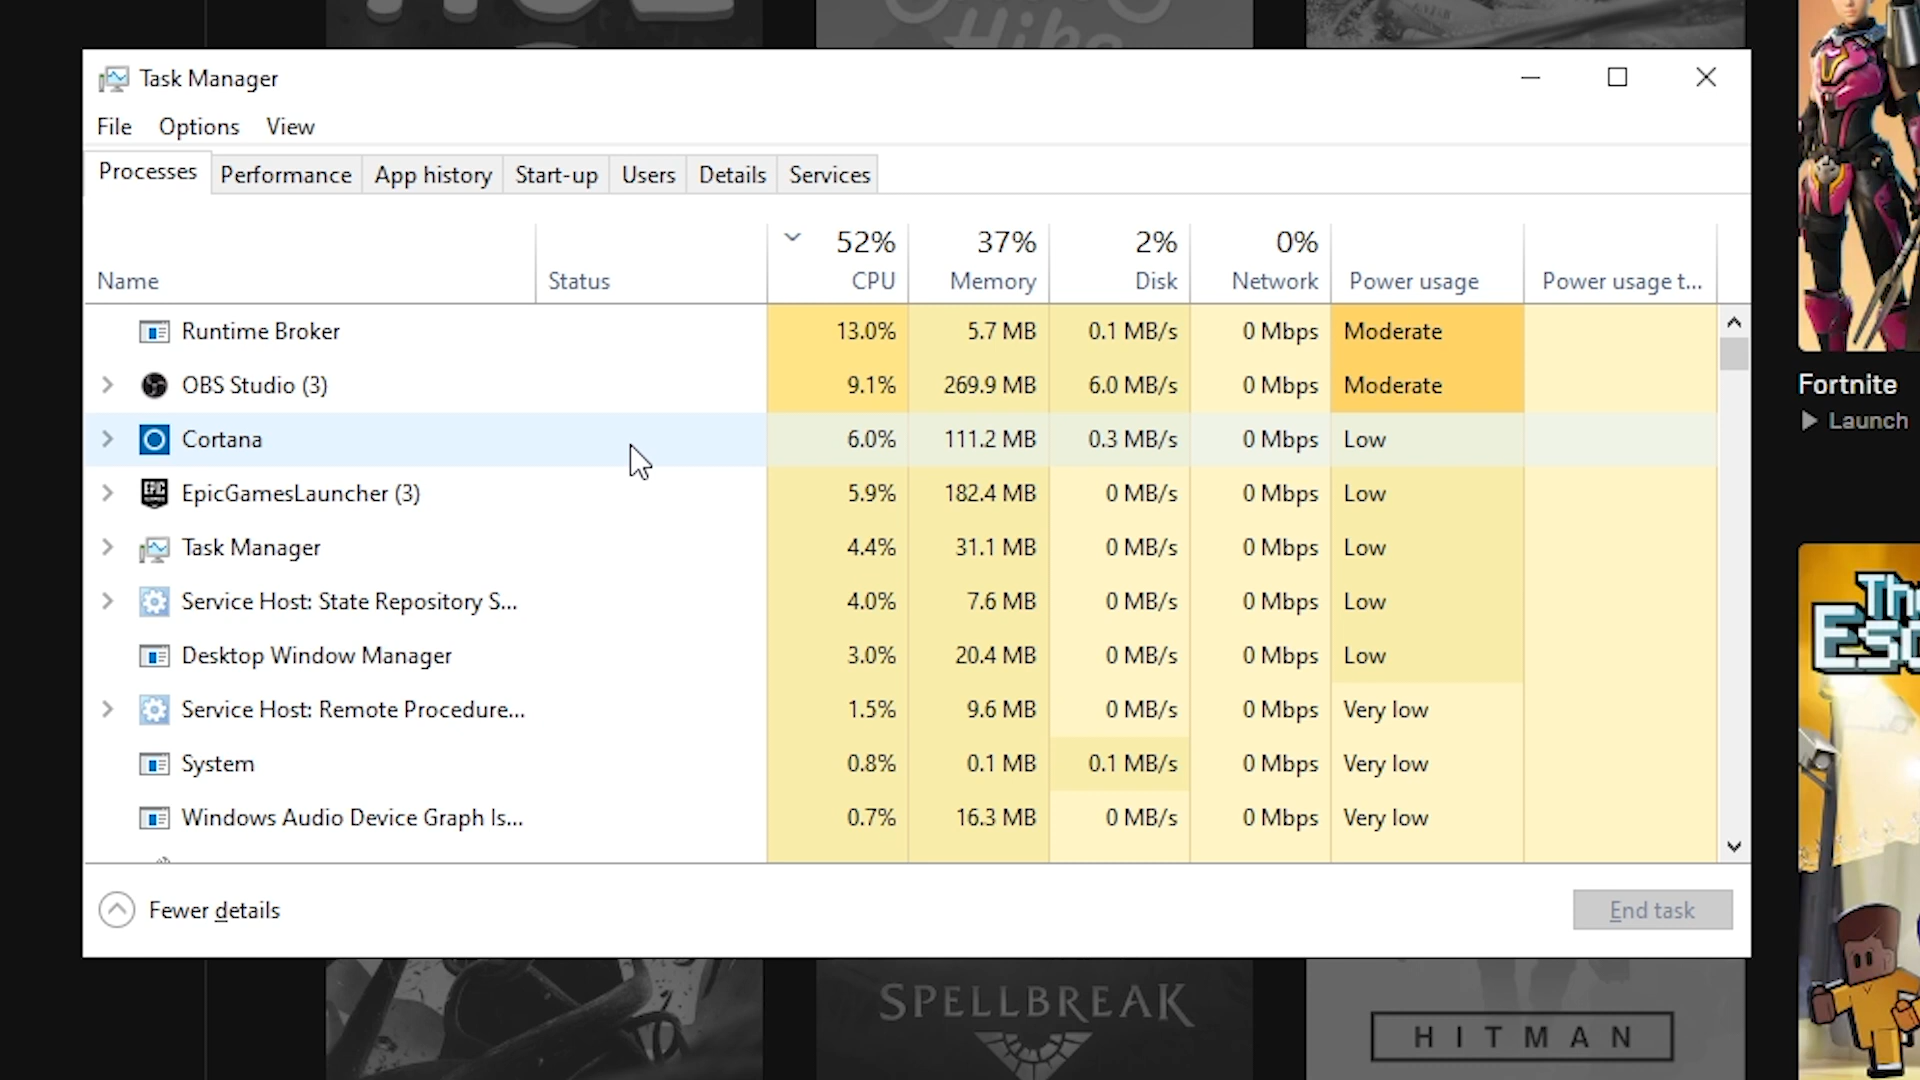 Hike
Task Manager
File Options View
Processes Performance App history Start-up Users Details Services
52% 37% 2% 0%
Name Status CPU Memory Disk Network Power usage Power usage t...
Runtime Broker 13.0% 5.7 MB 0.1 MB/s 0 Mbps Moderate
OBS Studio (3) 9.1% 269.9 MB 6.0 MB/s 0 Mbps Moderate
Cortana 6.0% 111.2 MB 0.3 MB/s 0 Mbps Low
EPIC EpicGamesLauncher (3) 5.9% 182.4 MB 0 MB/s 0 Mbps Low
Task Manager 4.4% 31.1 MB 0 MB/s 0 Mbps Low
Service Host: State Repository S... 4.0% 7.6 MB 0 MB/s 0 Mbps Low
Desktop Window Manager 3.0% 20.4 MB 0 MB/s 0 Mbps Low
Service Host: Remote Procedure... 1.5% 9.6 MB 0 MB/s 0 Mbps Very low
System 0.8% 0.1 MB 0.1 MB/s 0 Mbps Very low
Windows Audio Device Graph Is... 0.7% 16.3 MB 0 MB/s 0 Mbps Very low
Fewer details
End task
Fortnite
Launch
SPELLBREAK
HITMAN